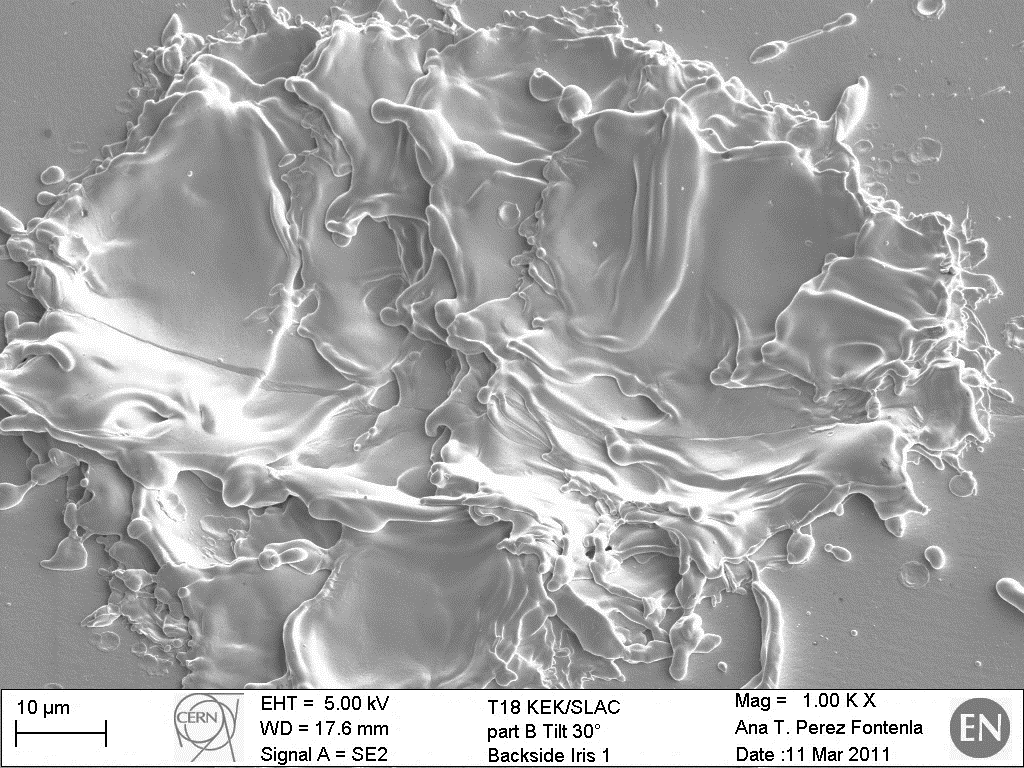 10 µm
CERN
EHT = 5.00 kV
WD = 17.6 mm
Signal A = SE2
T18 KEK/SLAC
part B Tilt 30°
Backside Iris 1
Mag = 1.00 K X
Ana T. Perez Fontenla
Date :11 Mar 2011
EN